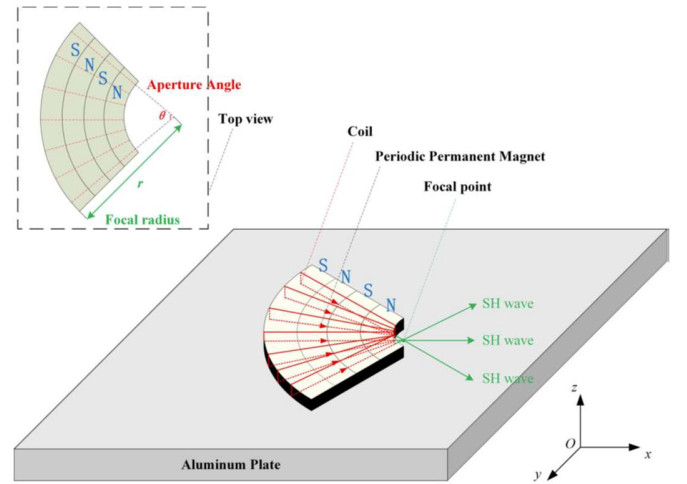 S
N
S
N
Aperture Angle
θ
Top view
r
Focal radius
Coil
Periodic Permanent Magnet
Focal point
S
N
S
N
SH wave
SH wave
SH wave
Aluminum Plate
z
O
x
y